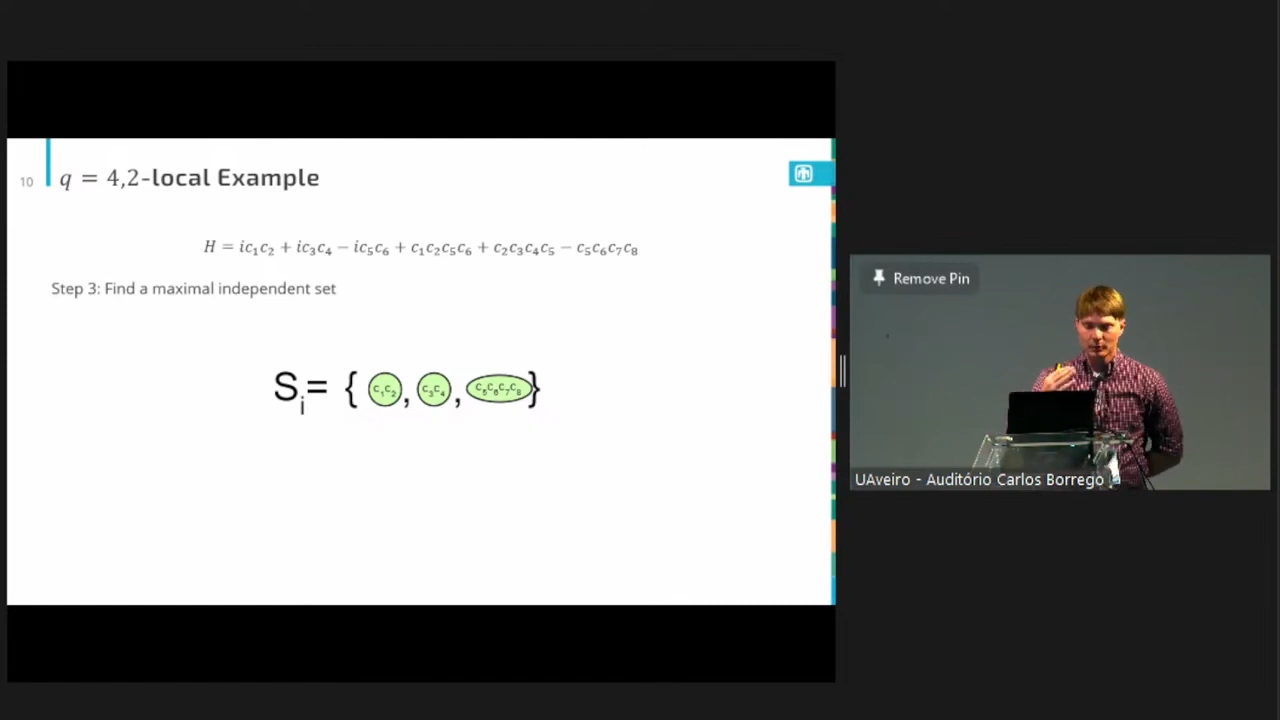 10
q = 4,2-local Example
H = ic₁c₂ + ic₃c₄ − ic₅c₆ + c₁c₂c₅c₆ + c₂c₃c₄c₅ − c₅c₆c₇c₈
Step 3: Find a maximal independent set
Sᵢ= { c₁c₂ , c₃c₄ , c₅c₆c₇c₈ }
Remove Pin
UAveiro - Auditório Carlos Borrego